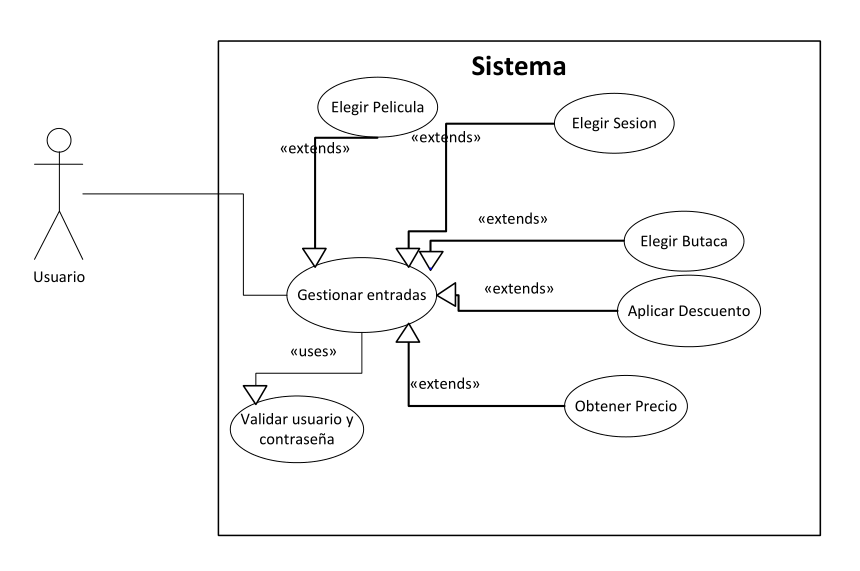 Sistema
Elegir Pelicula
Elegir Sesion
«extends»
«extends»
«extends»
Elegir Butaca
Usuario
Gestionar entradas
«extends»
Aplicar Descuento
«uses»
«extends»
Obtener Precio
Validar usuario y
contraseña